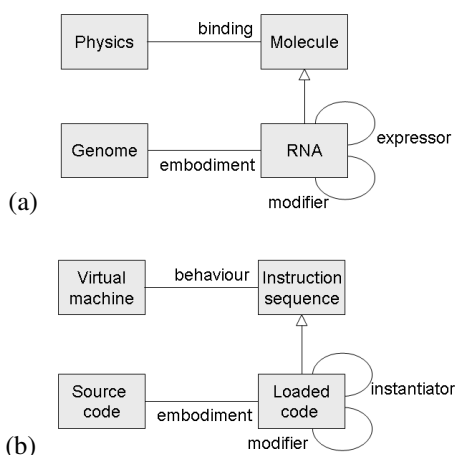 (a)
Physics
binding
Molecule
Genome
embodiment
RNA
expressor
modifier
(b)
Virtual
machine
behaviour
Instruction
sequence
Source
code
embodiment
Loaded
code
instantiator
modifier